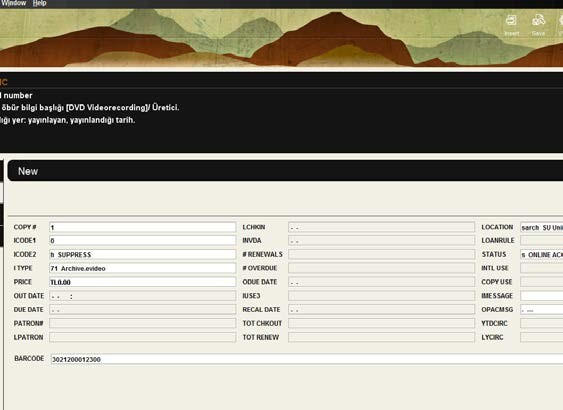 Window Help
Insert Save
IC
l number
öbür bilgi başlığı [DVD Videorecording]/ Üretici.
lığı yer: yayınlayan, yayınlandığı tarih.
New
COPY # 1 LCHKIN - - LOCATION sarch SU Uni
ICODE1 0 INVDA - - LOANRULE
ICODE2 h SUPPRESS # RENEWALS STATUS s ONLINE AC
I TYPE 71 Archive.evideo # OVERDUE INTL USE
PRICE TL0.00 ODUE DATE - - COPY USE
OUT DATE - - : IUSE3 IMESSAGE
DUE DATE - - RECAL DATE - - OPACMSG . ---
PATRON# TOT CHKOUT YTDCIRC
LPATRON TOT RENEW LYCIRC
BARCODE 3021200012300